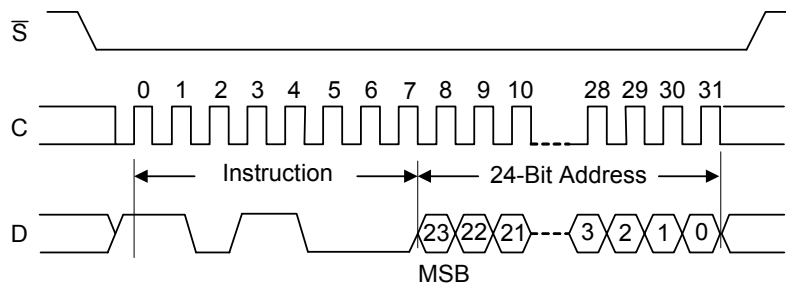 S
0 1 2 3 4 5 6 7 8 9 10 28 29 30 31
C
Instruction 24-Bit Address
D 23 22 21 3 2 1 0
MSB